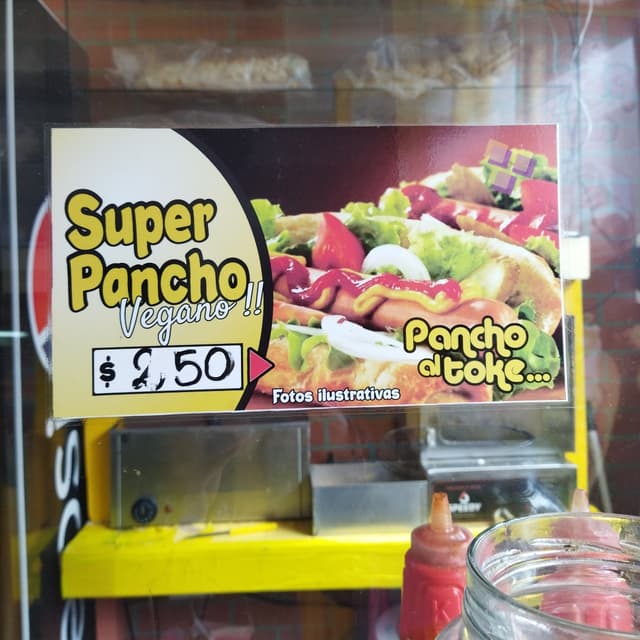 Super
Pancho
Vegano !!
$ 2,50
Pancho
al toke...
Fotos ilustrativas